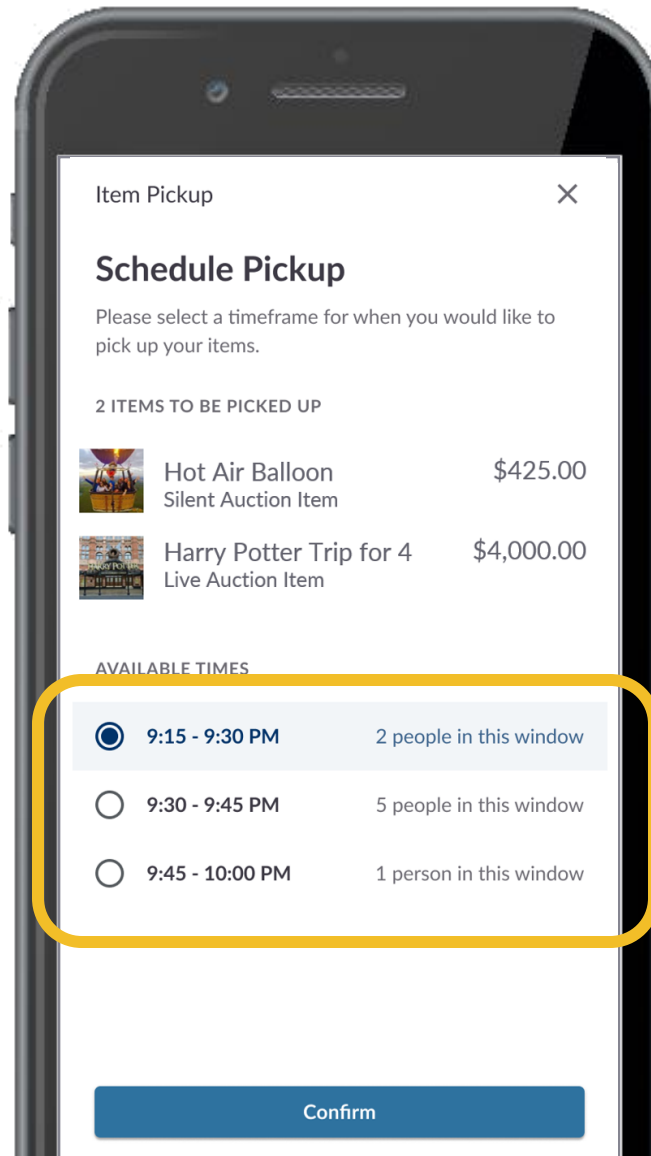 Item Pickup
Schedule Pickup
Please select a timeframe for when you would like to
pick up your items.
2 ITEMS TO BE PICKED UP
Hot Air Balloon $425.00
Silent Auction Item
HARRY POTTER
Harry Potter Trip for 4 $4,000.00
Live Auction Item
AVAILABLE TIMES
9:15 - 9:30 PM 2 people in this window
9:30 - 9:45 PM 5 people in this window
9:45 - 10:00 PM 1 person in this window
Confirm